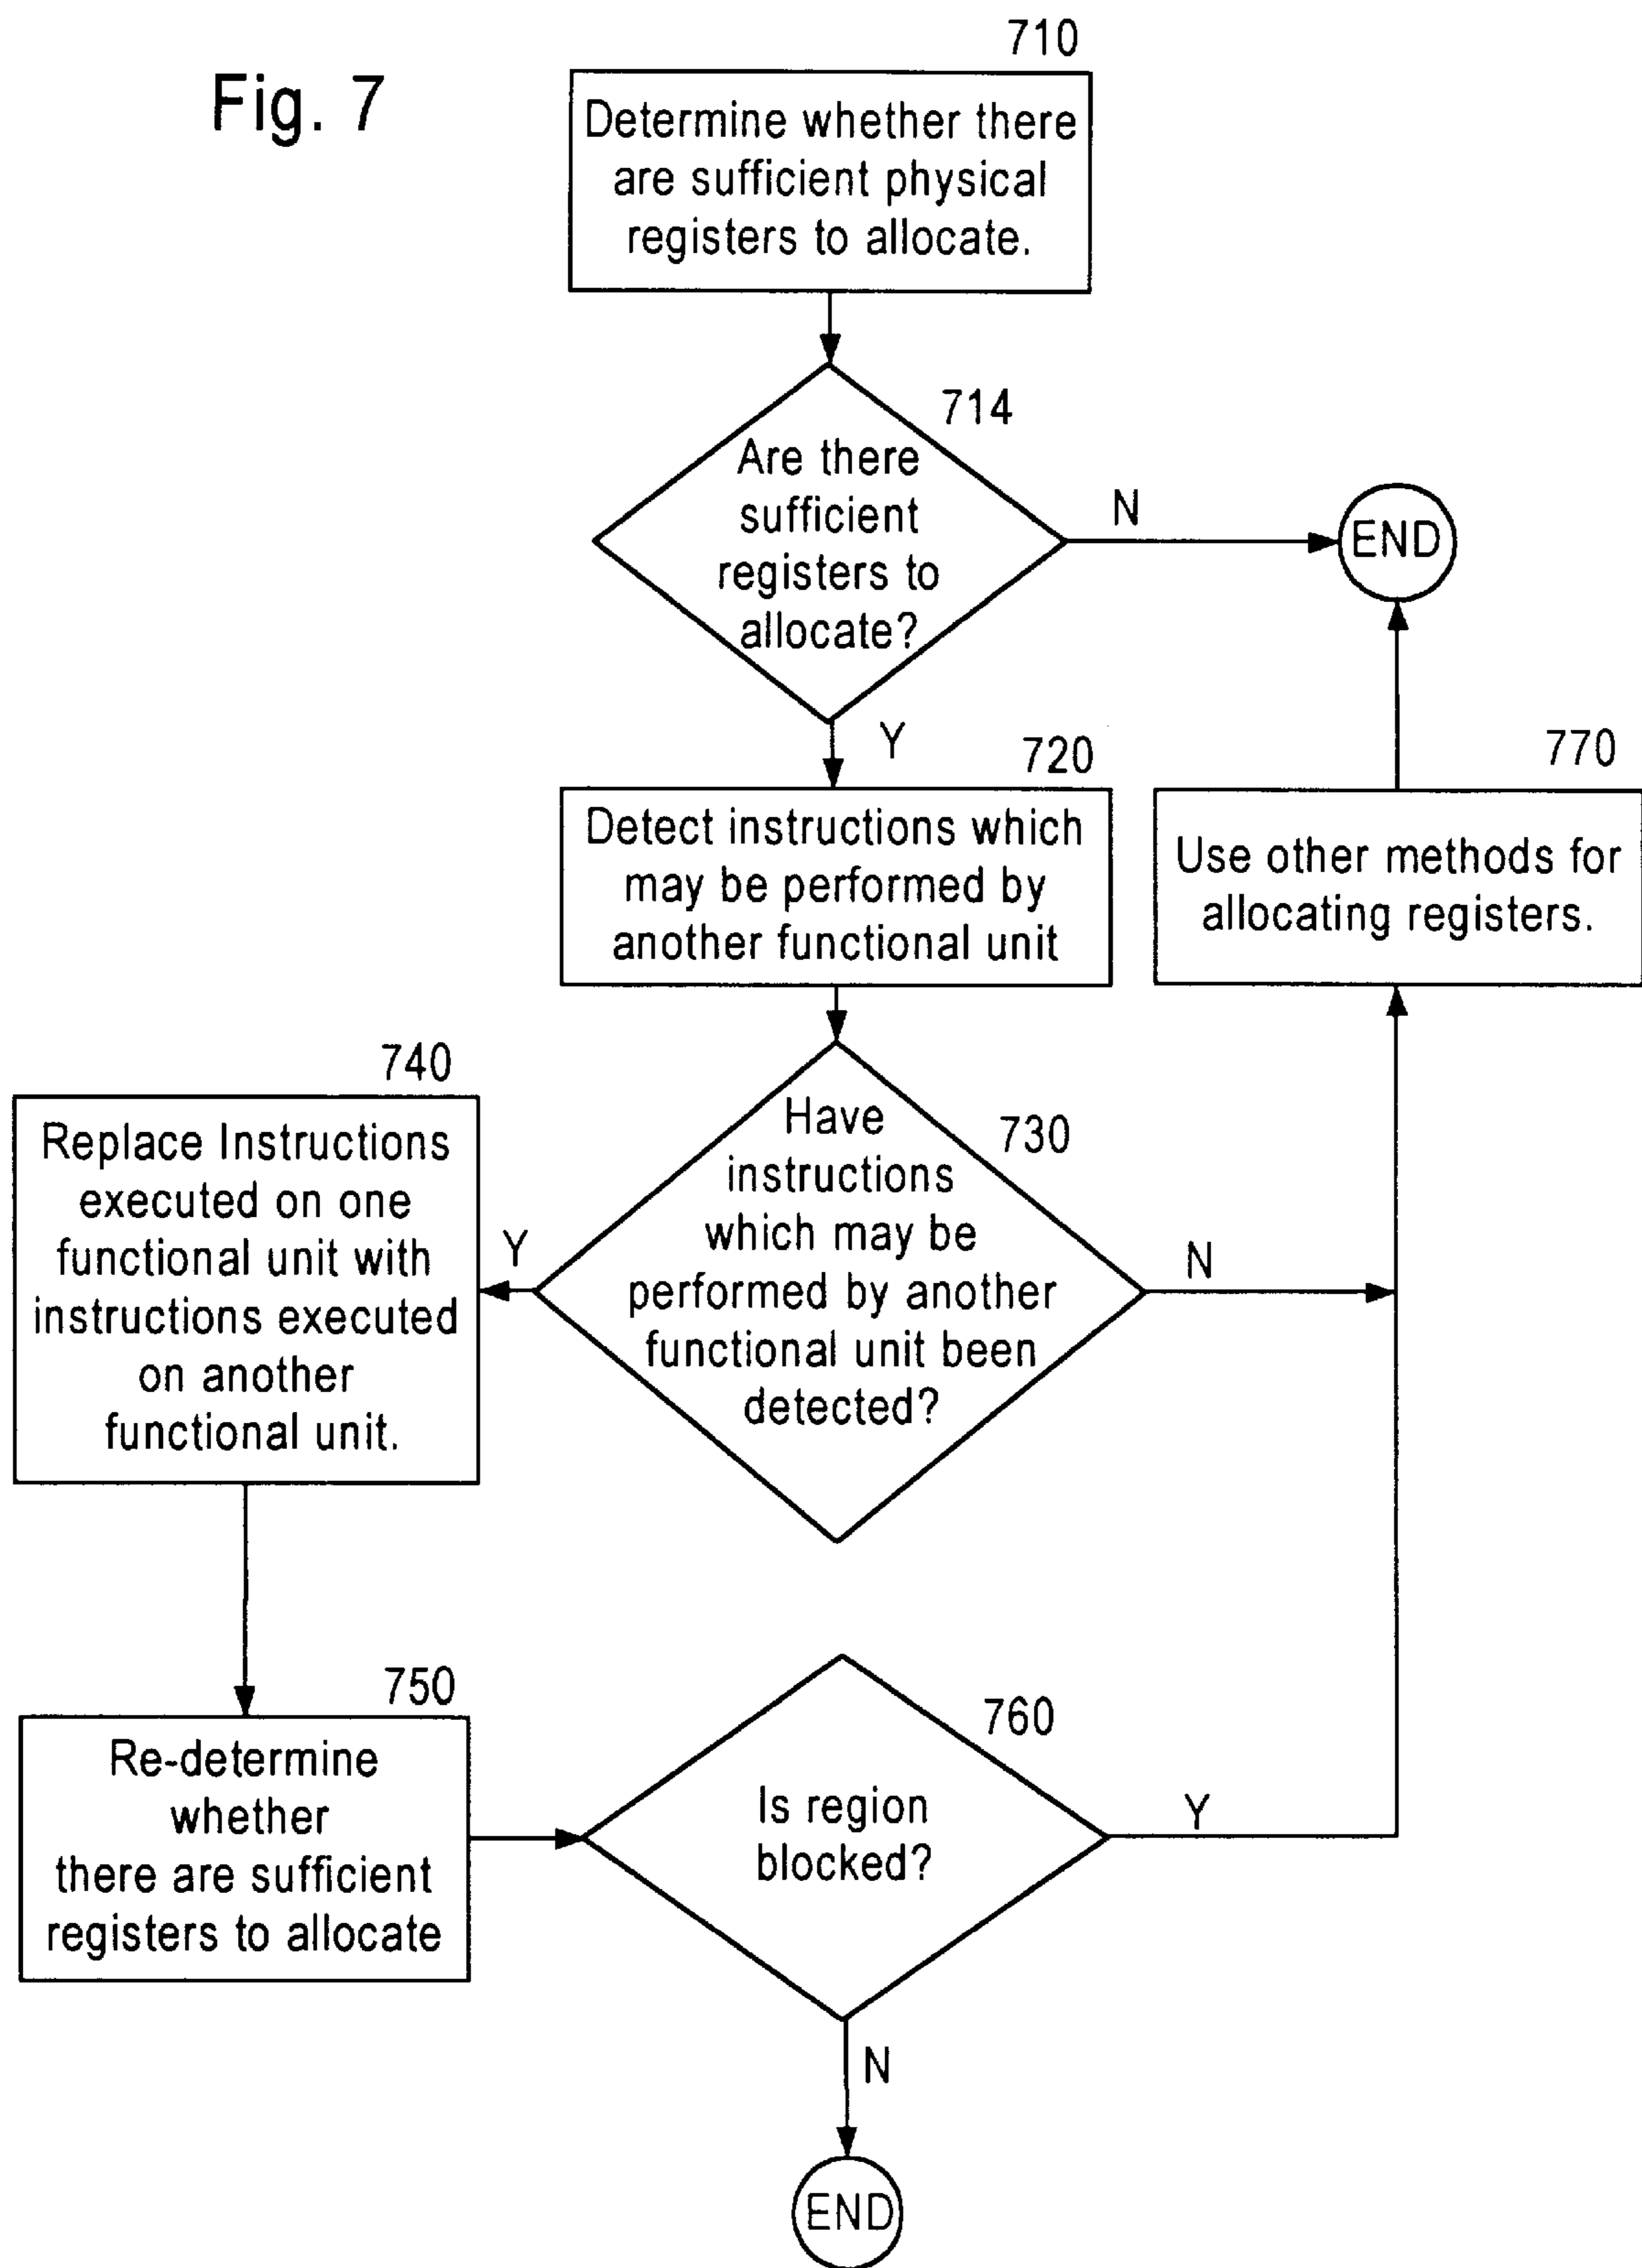 Fig. 7
710
Determine whether there
are sufficient physical
registers to allocate.
714
Are there
sufficient
registers to
allocate?
N
END
Y
720
Detect instructions which
may be performed by
another functional unit
770
Use other methods for
allocating registers.
730
Have
instructions
which may be
performed by another
functional unit been
detected?
Y
N
740
Replace Instructions
executed on one
functional unit with
instructions executed
on another
functional unit.
750
Re-determine
whether
there are sufficient
registers to allocate
760
Is region
blocked?
Y
N
END